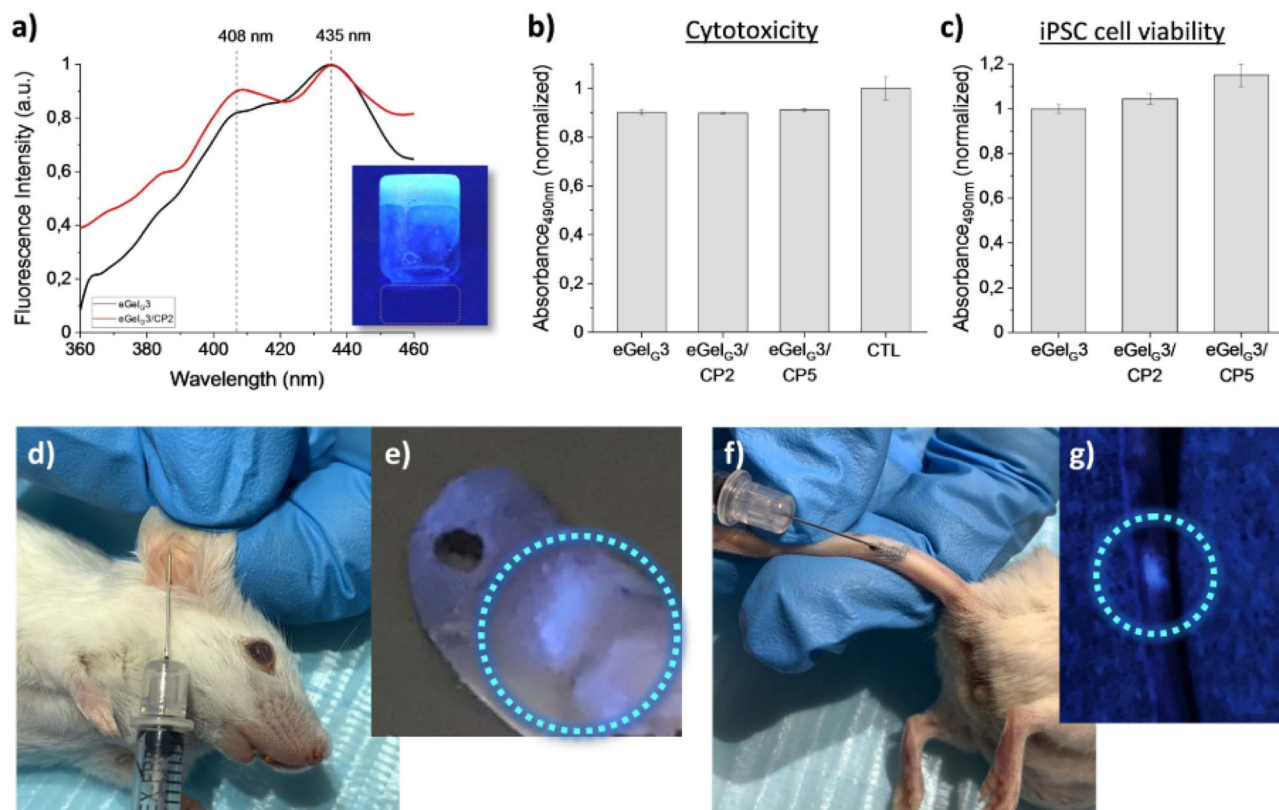 a)
408 nm
435 nm
Fluorescence Intensity (a.u.)
1
0,8
0,6
0,4
0,2
0
eGelG3
eGelG3/CP2
360
380
400
420
440
460
Wavelength (nm)
b)
Cytotoxicity
Absorbance490nm (normalized)
1
0,8
0,6
0,4
0,2
0
eGelG3
eGelG3/
CP2
eGelG3/
CP5
CTL
c)
iPSC cell viability
Absorbance490nm (normalized)
1,2
1
0,8
0,6
0,4
0,2
0
eGelG3
eGelG3/
CP2
eGelG3/
CP5
d)
e)
f)
g)